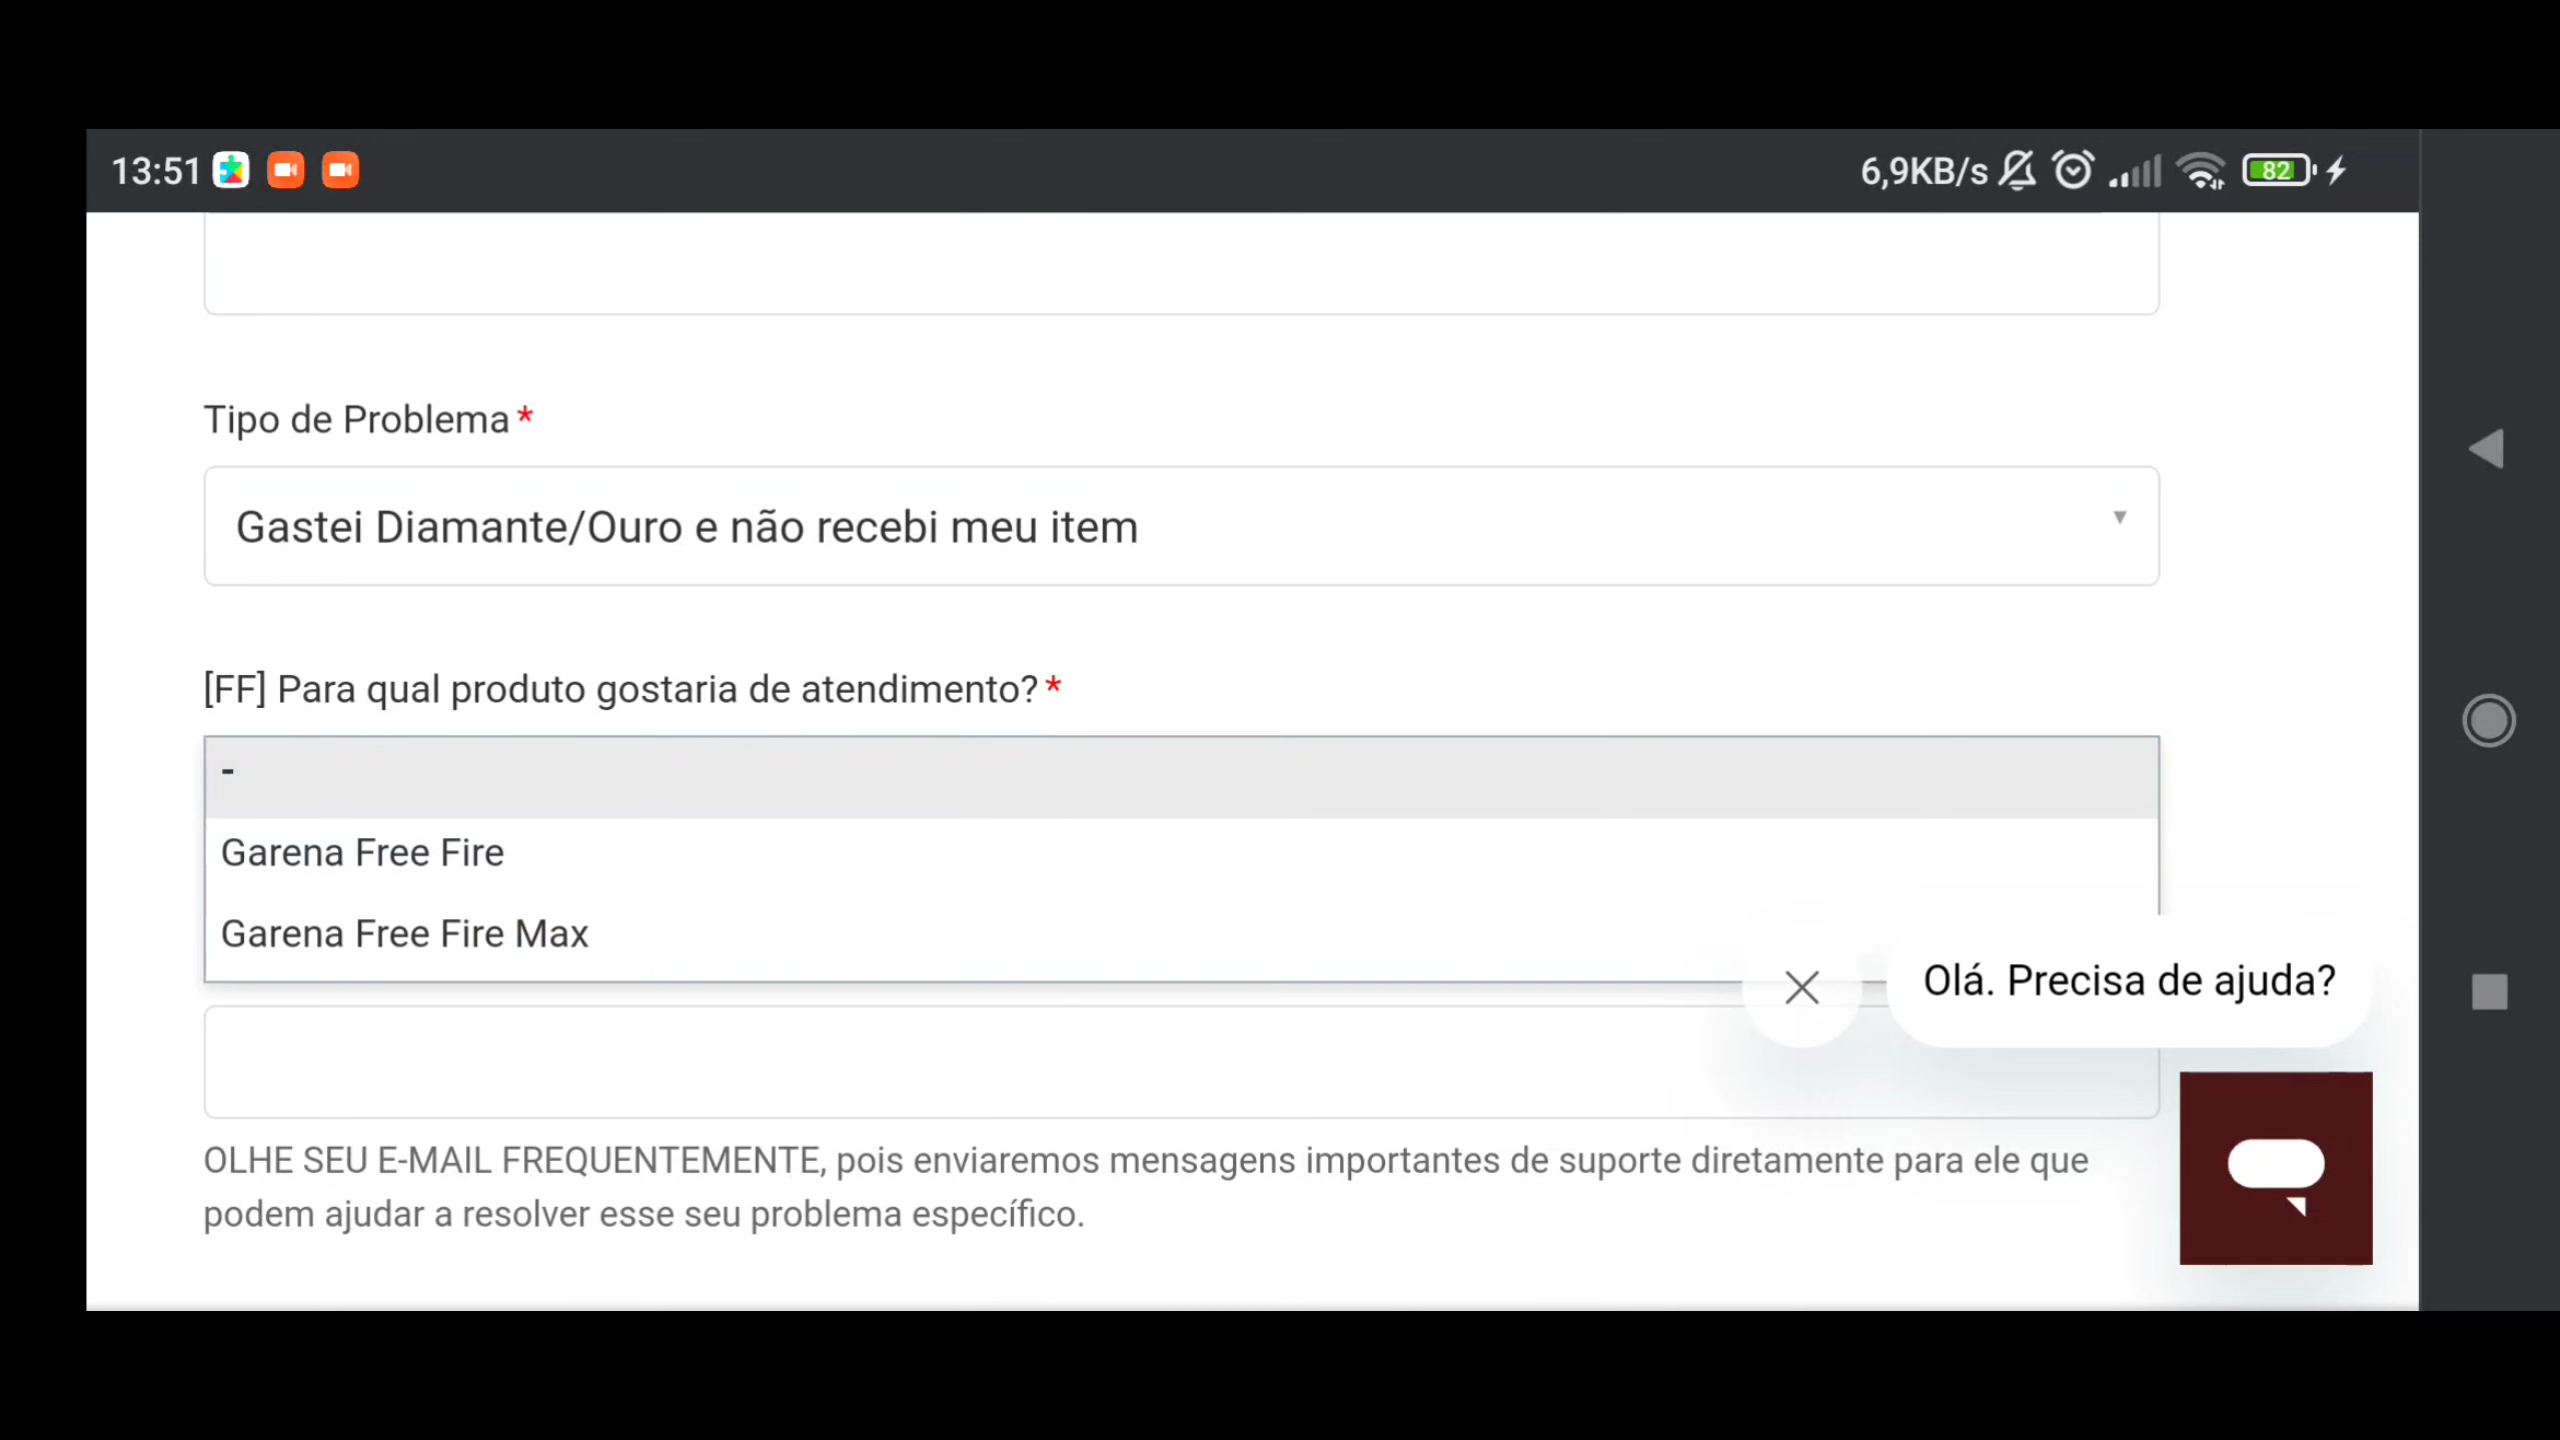 13:51 6,9KB/s 82
Tipo de Problema*
Gastei Diamante/Ouro e não recebi meu item
[FF] Para qual produto gostaria de atendimento?*
-
Garena Free Fire
Garena Free Fire Max
Olá. Precisa de ajuda?
OLHE SEU E-MAIL FREQUENTEMENTE, pois enviaremos mensagens importantes de suporte diretamente para ele que
podem ajudar a resolver esse seu problema específico.